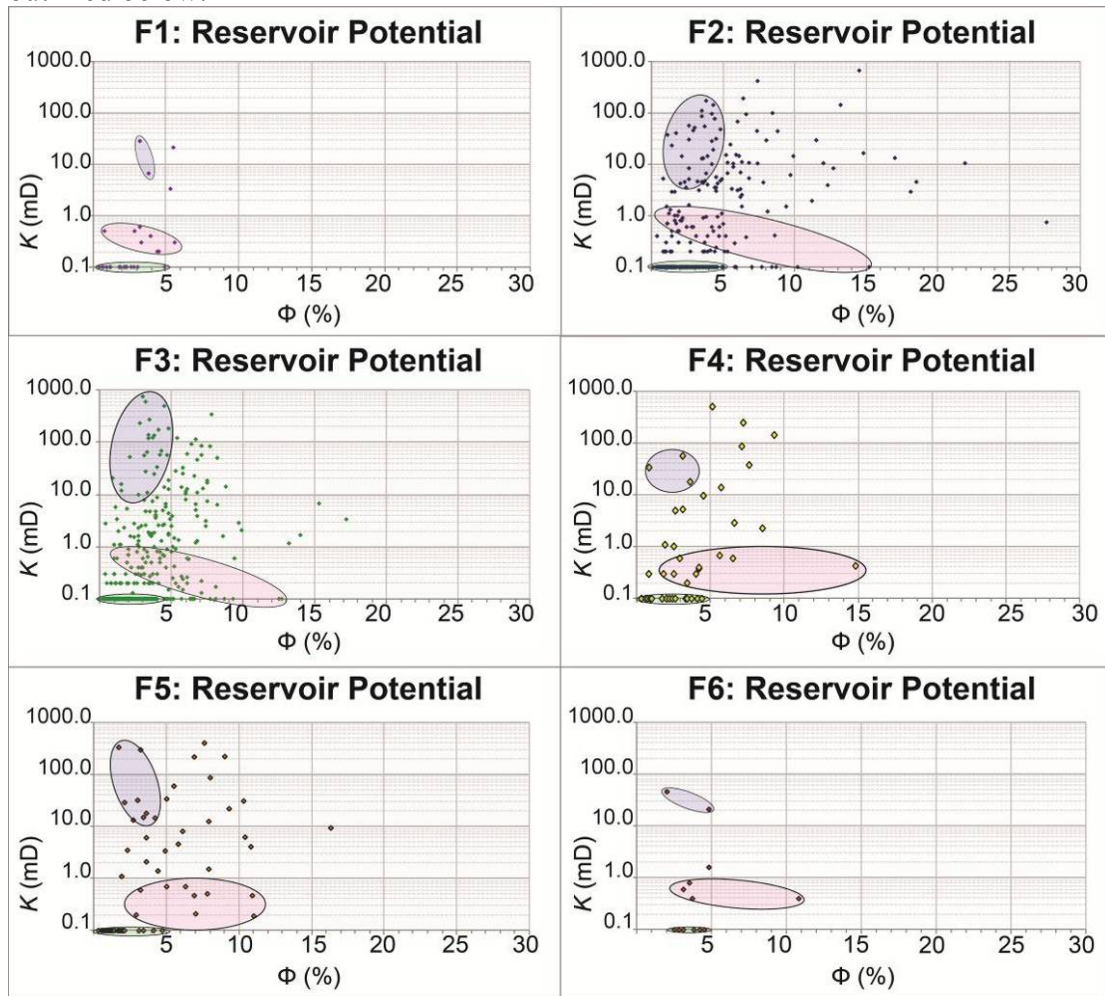 F1: Reservoir Potential
1000.0
100.0
10.0
1.0
0.1
K (mD)
5 10 15 20 25 30
Φ (%)
F2: Reservoir Potential
1000.0
100.0
10.0
1.0
0.1
K (mD)
5 10 15 20 25 30
Φ (%)
F3: Reservoir Potential
1000.0
100.0
10.0
1.0
0.1
K (mD)
5 10 15 20 25 30
Φ (%)
F4: Reservoir Potential
1000.0
100.0
10.0
1.0
0.1
K (mD)
5 10 15 20 25 30
Φ (%)
F5: Reservoir Potential
1000.0
100.0
10.0
1.0
0.1
K (mD)
5 10 15 20 25 30
Φ (%)
F6: Reservoir Potential
1000.0
100.0
10.0
1.0
0.1
K (mD)
5 10 15 20 25 30
Φ (%)